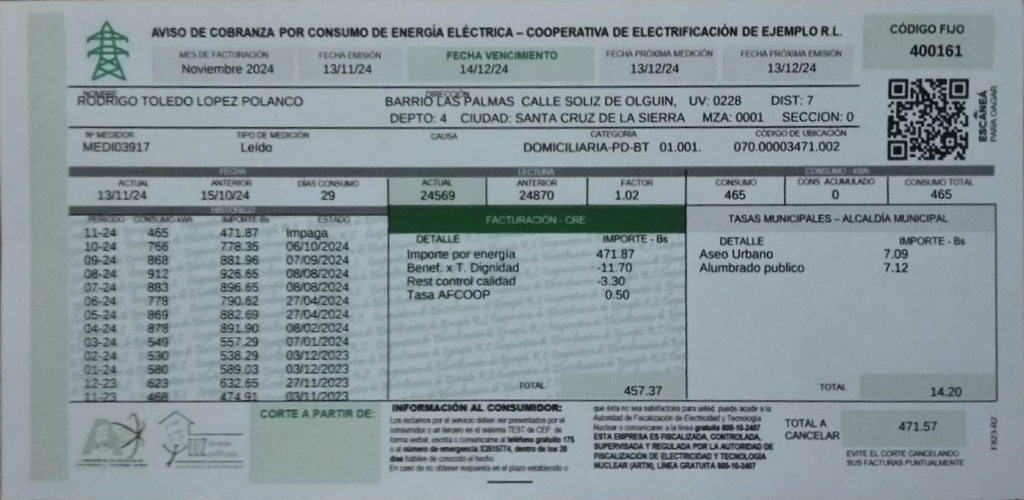 AVISO DE COBRANZA POR CONSUMO DE ENERGÍA ELÉCTRICA – COOPERATIVA DE ELECTRIFICACIÓN DE EJEMPLO R.L.
CÓDIGO FIJO
400161
MES DE FACTURACIÓN FECHA EMISIÓN FECHA VENCIMIENTO FECHA PRÓXIMA MEDICIÓN FECHA PRÓXIMA EMISIÓN
Noviembre 2024 13/11/24 14/12/24 13/12/24 13/12/24
NOMBRE DIRECCIÓN
RODRIGO TOLEDO LOPEZ POLANCO BARRIO LAS PALMAS CALLE SOLIZ DE OLGUIN, UV: 0228 DIST: 7
DEPTO: 4 CIUDAD: SANTA CRUZ DE LA SIERRA MZA: 0001 SECCION: 0
ESCANEÁ
PARA PAGAR
Nº MEDIDOR TIPO DE MEDICIÓN CAUSA CATEGORÍA CÓDIGO DE UBICACIÓN
MEDI03917 Leído DOMICILIARIA-PD-BT 01.001. 070.00003471.002
FECHA LECTURA CONSUMO - kWh
ACTUAL ANTERIOR DÍAS CONSUMO ACTUAL ANTERIOR FACTOR CONSUMO CONS ACUMULADO CONSUMO TOTAL
13/11/24 15/10/24 29 24569 24870 1.02 465 0 465
HISTÓRICO
PERIODO CONSUMO-kWh IMPORTE-Bs ESTADO
11-24 465 471.87 Impaga
10-24 766 778.35 06/10/2024
09-24 868 881.96 07/09/2024
08-24 912 926.65 08/08/2024
07-24 883 896.65 08/08/2024
06-24 778 790.62 27/04/2024
05-24 869 882.69 27/04/2024
04-24 878 891.90 08/02/2024
03-24 549 557.29 07/01/2024
02-24 530 538.29 03/12/2023
01-24 580 589.03 03/12/2023
12-23 623 632.65 27/11/2023
11-23 468 474.91 03/11/2023
FACTURACIÓN - CRE
DETALLE IMPORTE - Bs
Importe por energía 471.87
Benef. x T. Dignidad -11.70
Rest control calidad -3.30
Tasa AFCOOP 0.50
TOTAL 457.37
TASAS MUNICIPALES – ALCALDÍA MUNICIPAL
DETALLE IMPORTE - Bs
Aseo Urbano 7.09
Alumbrado publico 7.12
TOTAL 14.20
LUZ
CORTE A PARTIR DE:
INFORMACIÓN AL CONSUMIDOR:
Los reclamos por el servicio deben ser presentados por el
consumidor o un tercero en el sistema TEST de CEP, de
forma verbal, escrita o comunicarse al teléfono gratuito 175
o al número de emergencia X3515774, dentro de los 20
días hábiles de conocido el hecho
En caso de no obtener respuesta en el plazo establecido o
que ésta no sea satisfactoria para usted, puede acudir a la
Autoridad de Fiscalización de Electricidad y Tecnología
Nuclear o comunicarse a la línea gratuita 800-10-2407
ESTA EMPRESA ES FISCALIZADA, CONTROLADA,
SUPERVISADA Y REGULADA POR LA AUTORIDAD DE
FISCALIZACIÓN DE ELECTRICIDAD Y TECNOLOGÍA
NUCLEAR (ARTN), LÍNEA GRATUITA 800-10-2407
TOTAL A
CANCELAR
471.57
EVITE EL CORTE CANCELANDO
SUS FACTURAS PUNTUALMENTE
F823-R2